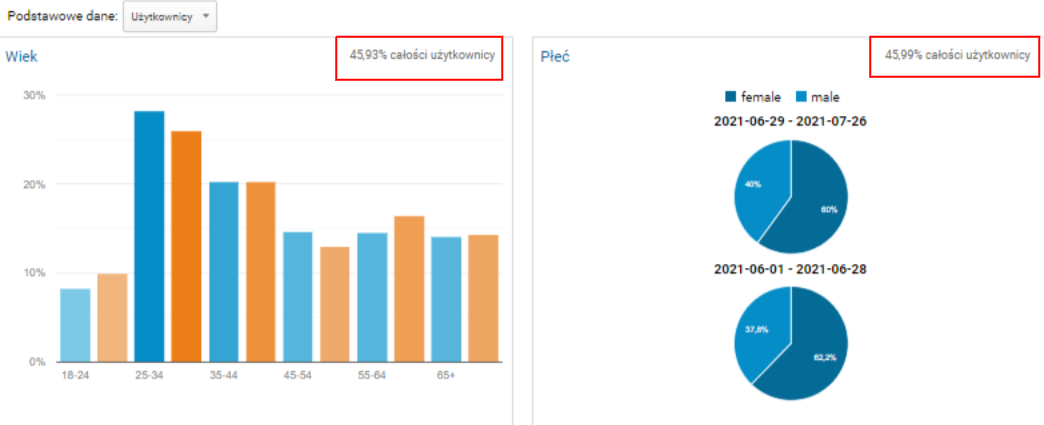 Podstawowe dane: Użytkownicy
Wiek
45,93% całości użytkownicy
30%
20%
10%
0%
18-24 25-34 35-44 45-54 55-64 65+
Płeć
45,99% całości użytkownicy
female male
2021-06-29 - 2021-07-26
40%
60%
2021-06-01 - 2021-06-28
37,8%
62,2%